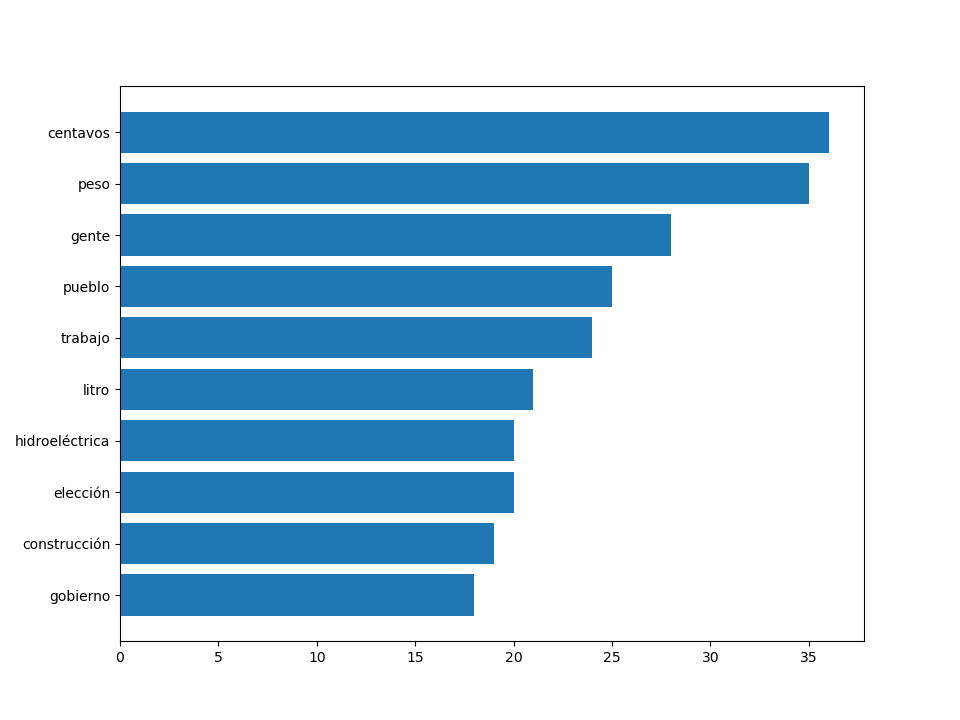 centavos
peso
gente
pueblo
trabajo
litro
hidroeléctrica
elección
construcción
gobierno
0 5 10 15 20 25 30 35